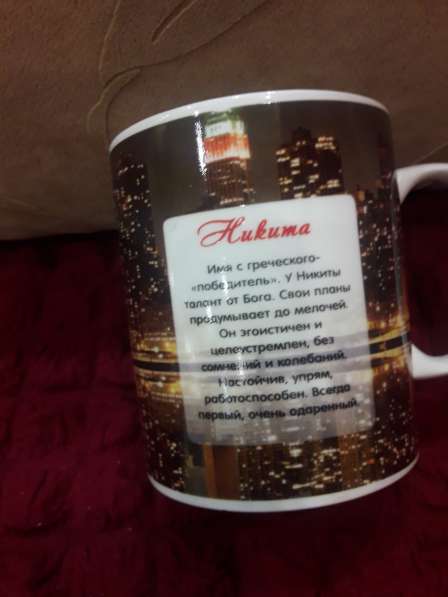 Никита
Имя с греческого-
«победитель». У Никиты
талант от Бога. Свои планы
продумывает до мелочей.
Он эгоистичен и
целеустремлен, без
сомнений и колебаний.
Настойчив, упрям,
работоспособен. Всегда
первый, очень одаренный.